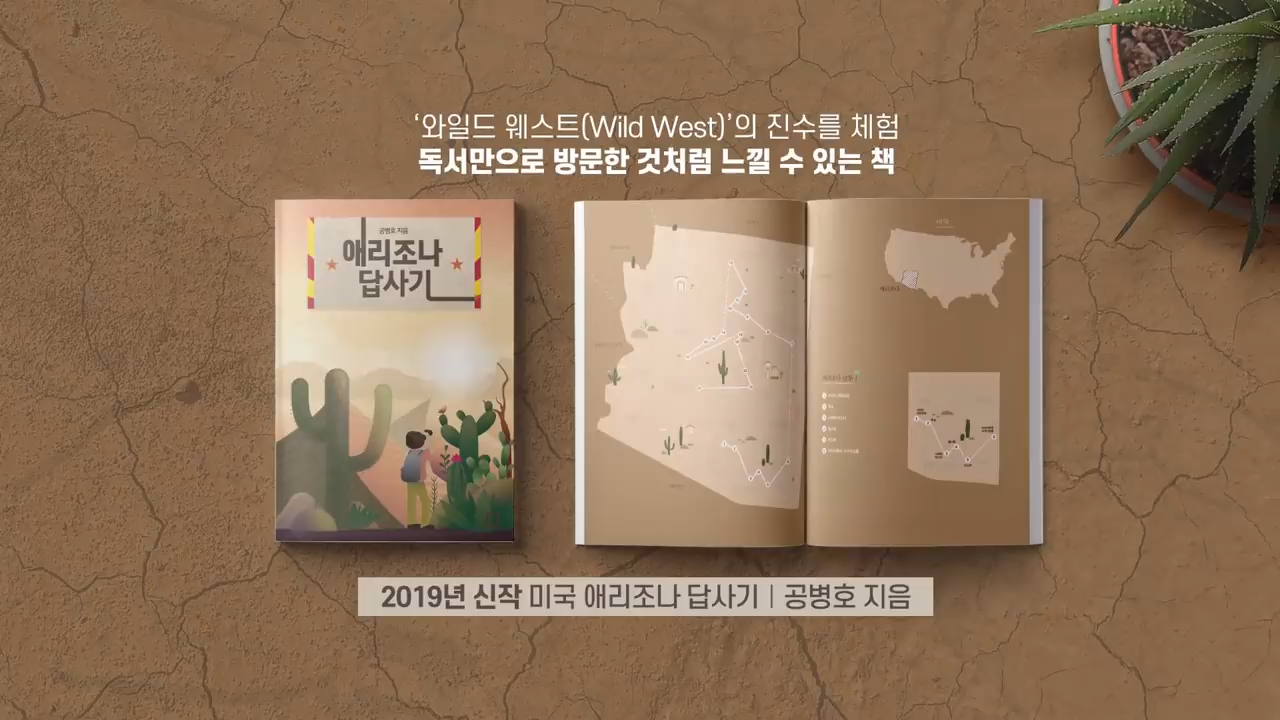 ‘와일드 웨스트(Wild West)’의 진수를 체험
독서만으로 방문한 것처럼 느낄 수 있는 책
공병호 지음
애리조나
답사기
2019년 신작 미국 애리조나 답사기 | 공병호 지음